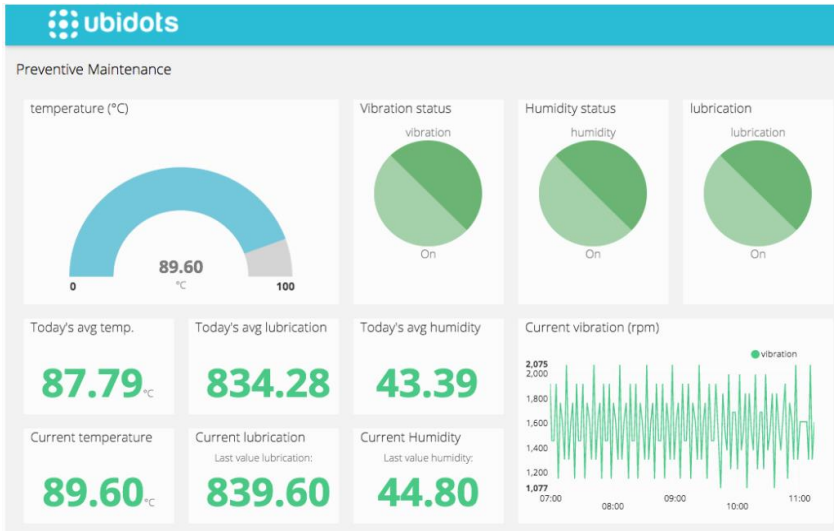 ubidots
Preventive Maintenance
temperature (°C)
89.60
°C
0
100
Vibration status
vibration
On
Humidity status
humidity
On
lubrication
lubrication
On
Today's avg temp.
87.79 °C
Today's avg lubrication
834.28
Today's avg humidity
43.39
Current vibration (rpm)
vibration
2,075
2,000
1,800
1,600
1,400
1,200
1,077
07:00
08:00
09:00
10:00
11:00
Current temperature
89.60 °C
Current lubrication
Last value lubrication:
839.60
Current Humidity
Last value humidity:
44.80